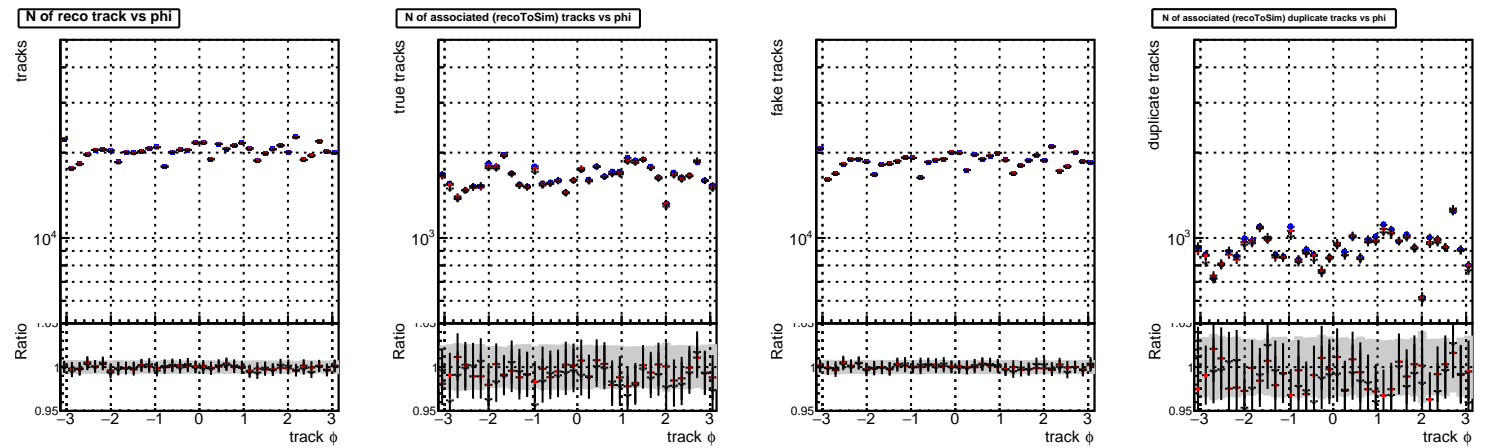 N of reco track vs phi
tracks
10⁴
Ratio
1.05
0.95
−3 −2 −1 0 1 2 3
track ϕ
N of associated (recoToSim) tracks vs phi
true tracks
10³
Ratio
1.05
1
0.95
−3 −2 −1 0 1 2 3
track ϕ
fake tracks
10⁴
Ratio
1.05
1
0.95
−3 −2 −1 0 1 2 3
track ϕ
N of associated (recoToSim) duplicate tracks vs phi
duplicate tracks
10³
Ratio
1.05
1
0.95
−3 −2 −1 0 1 2 3
track ϕ